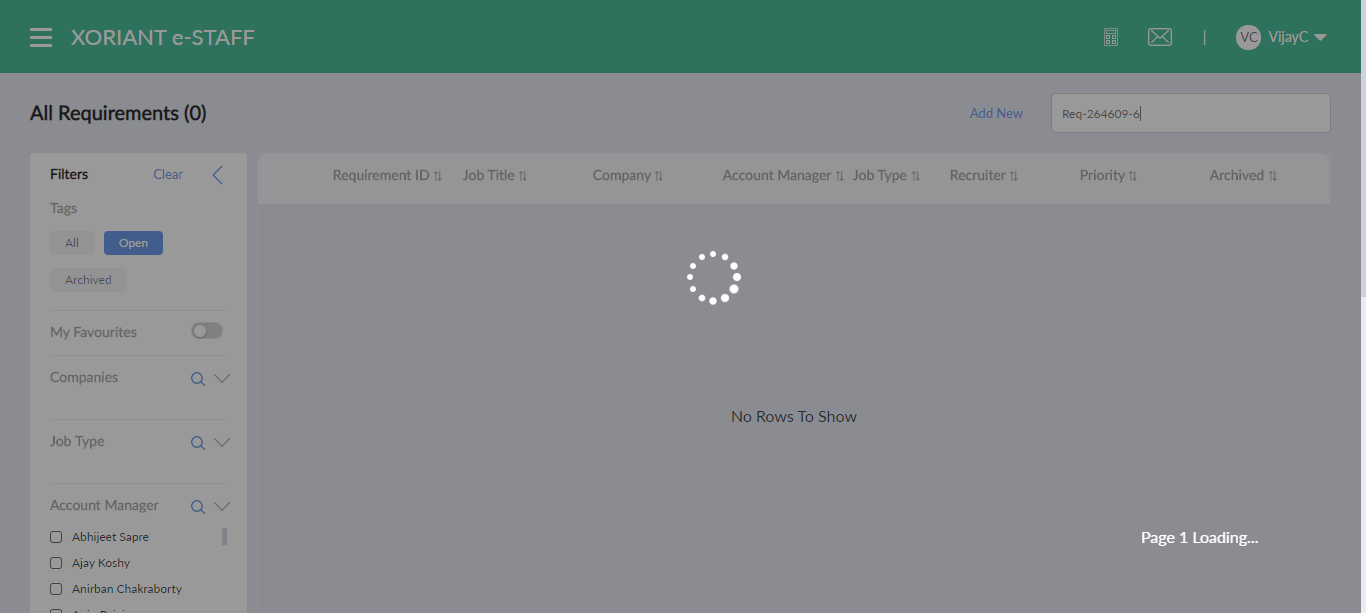 XORIANT e-STAFF
|
VC VijayC
All Requirements (0)
Add New
Req-264609-6
Filters
Clear
Tags
All
Open
Archived
My Favourites
Companies
Job Type
Account Manager
Abhijeet Sapre
Ajay Koshy
Anirban Chakraborty
Requirement ID
Job Title
Company
Account Manager
Job Type
Recruiter
Priority
Archived
No Rows To Show
Page 1 Loading...